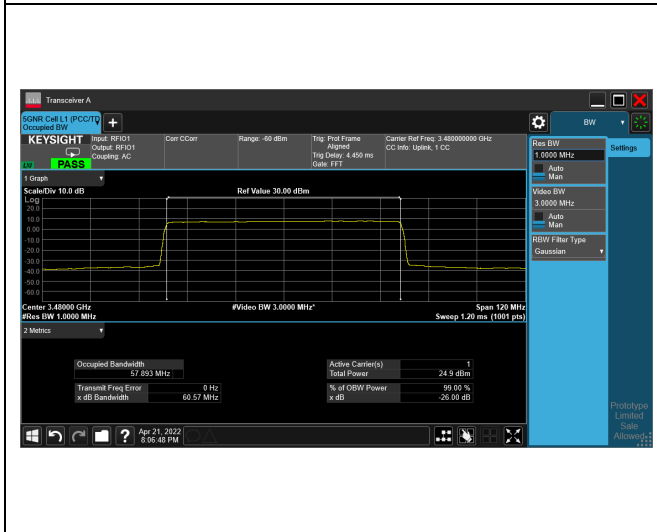 Transceiver A
5GNR Cell L1 (PCC/TD
Occupied BW
BW
KEYSIGHT
LXI
PASS
Input: RFIO1
Output: RFIO1
Coupling: AC
Corr CCorr
Range: -60 dBm
Trig: Prot Frame
Aligned
Trig Delay: 4.450 ms
Gate: FFT
Carrier Ref Freq: 3.480000000 GHz
CC Info: Uplink, 1 CC
1 Graph
Scale/Div 10.0 dB
Ref Value 30.00 dBm
Log
20.0
10.0
0.00
-10.0
-20.0
-30.0
-40.0
-50.0
-60.0
Center 3.48000 GHz
#Video BW 3.0000 MHz*
Span 120 MHz
#Res BW 1.0000 MHz
Sweep 1.20 ms (1001 pts)
2 Metrics
Occupied Bandwidth
57.893 MHz
Transmit Freq Error 0 Hz
x dB Bandwidth 60.57 MHz
Active Carrier(s) 1
Total Power 24.9 dBm
% of OBW Power 99.00 %
x dB -26.00 dB
Res BW
1.0000 MHz
Auto
Man
Video BW
3.0000 MHz
Auto
Man
RBW Filter Type
Gaussian
Settings
Prototype
Limited
Sale
Allowed
?
Apr 21, 2022
8:06:48 PM